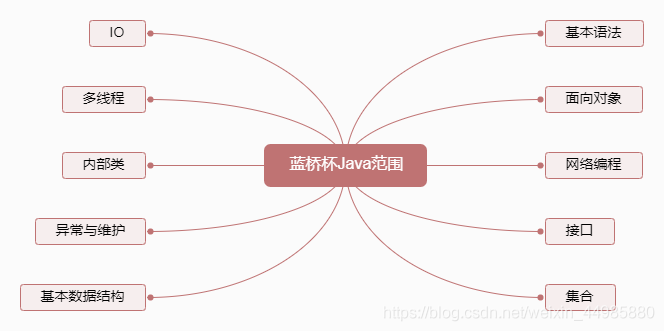 IO
基本语法
多线程
面向对象
蓝桥杯Java范围
内部类
网络编程
异常与维护
接口
基本数据结构
集合
https://blog.csdn.net/weixin_44985880